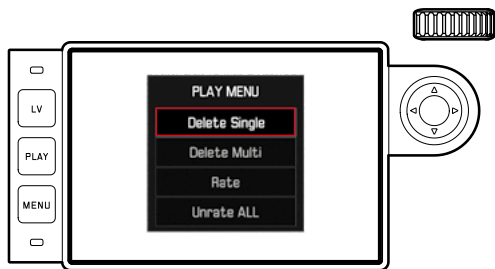 LV
PLAY
MENU
PLAY MENU
Delete Single
Delete Multi
Rate
Unrate ALL